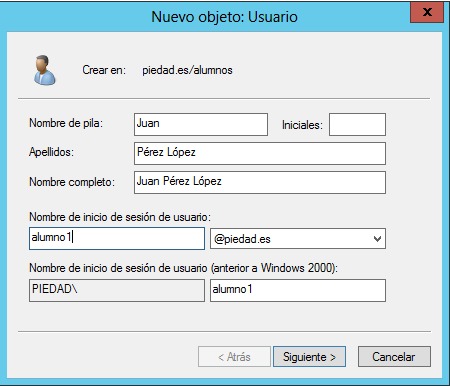 Nuevo objeto: Usuario
x
Crear en: piedad.es/alumnos
Nombre de pila: Juan Iniciales:
Apellidos: Pérez López
Nombre completo: Juan Pérez López
Nombre de inicio de sesión de usuario:
alumno1 @piedad.es
Nombre de inicio de sesión de usuario (anterior a Windows 2000):
PIEDAD\ alumno1
< Atrás Siguiente > Cancelar